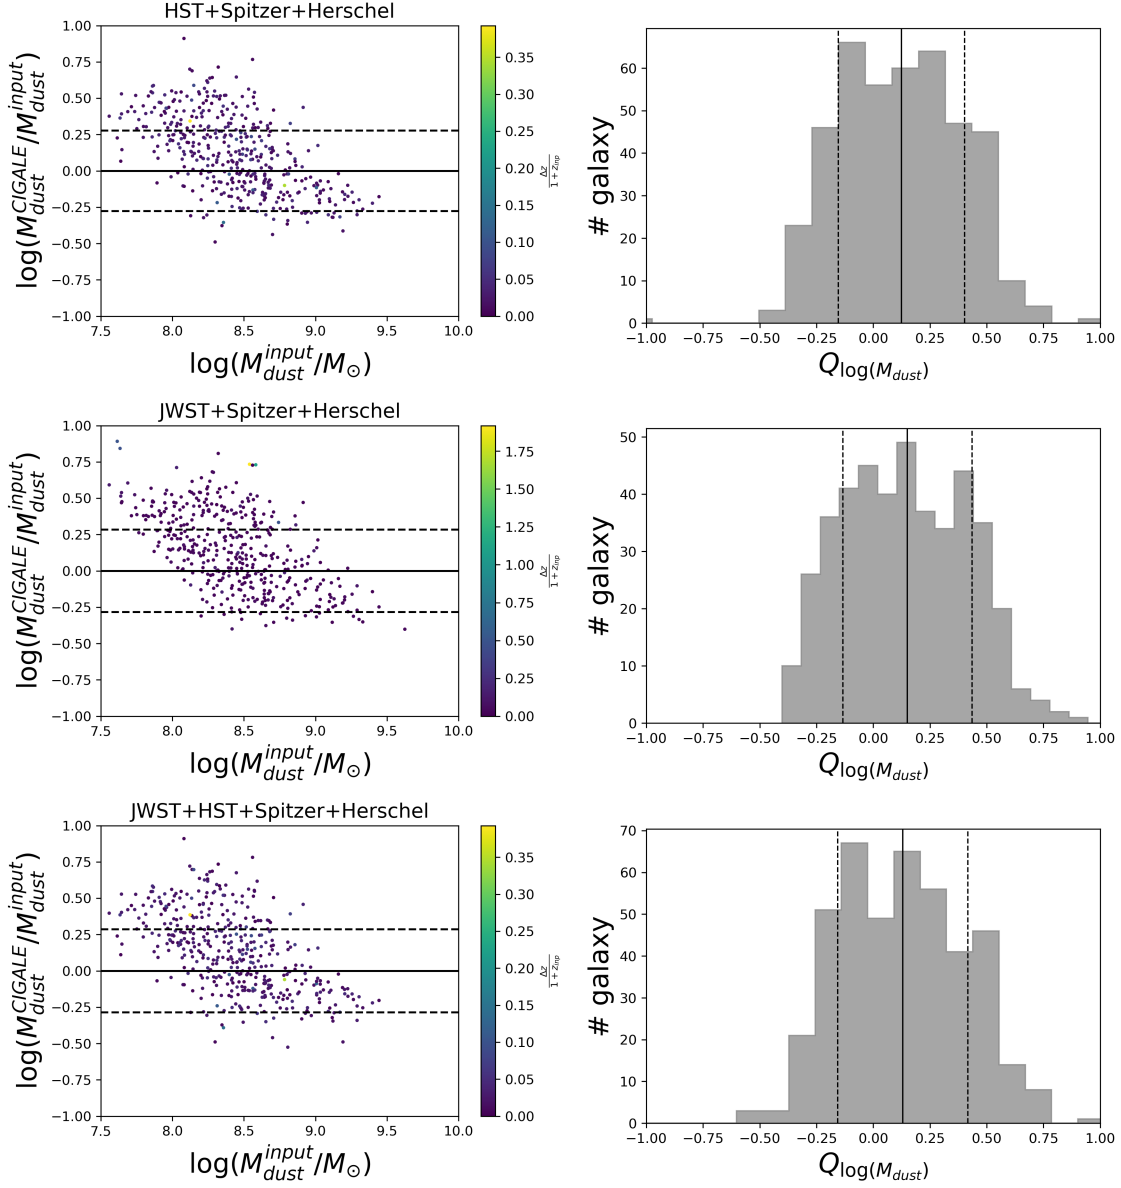 HST+Spitzer+Herschel
log(M_dust^CIGALE/M_dust^input)
1.00
0.75
0.50
0.25
0.00
−0.25
−0.50
−0.75
−1.00
7.5 8.0 8.5 9.0 9.5 10.0
log(M_dust^input/M⊙)
0.35
0.30
0.25
0.20
0.15
0.10
0.05
0.00
Δz
1 + z_inp
# galaxy
60
50
40
30
20
10
0
−1.00 −0.75 −0.50 −0.25 0.00 0.25 0.50 0.75 1.00
Q_log(M_dust)
JWST+Spitzer+Herschel
log(M_dust^CIGALE/M_dust^input)
1.00
0.75
0.50
0.25
0.00
−0.25
−0.50
−0.75
−1.00
7.5 8.0 8.5 9.0 9.5 10.0
log(M_dust^input/M⊙)
1.75
1.50
1.25
1.00
0.75
0.50
0.25
0.00
Δz
1 + z_inp
# galaxy
50
40
30
20
10
0
−1.00 −0.75 −0.50 −0.25 0.00 0.25 0.50 0.75 1.00
Q_log(M_dust)
JWST+HST+Spitzer+Herschel
log(M_dust^CIGALE/M_dust^input)
1.00
0.75
0.50
0.25
0.00
−0.25
−0.50
−0.75
−1.00
7.5 8.0 8.5 9.0 9.5 10.0
log(M_dust^input/M⊙)
0.35
0.30
0.25
0.20
0.15
0.10
0.05
0.00
Δz
1 + z_inp
# galaxy
70
60
50
40
30
20
10
0
−1.00 −0.75 −0.50 −0.25 0.00 0.25 0.50 0.75 1.00
Q_log(M_dust)